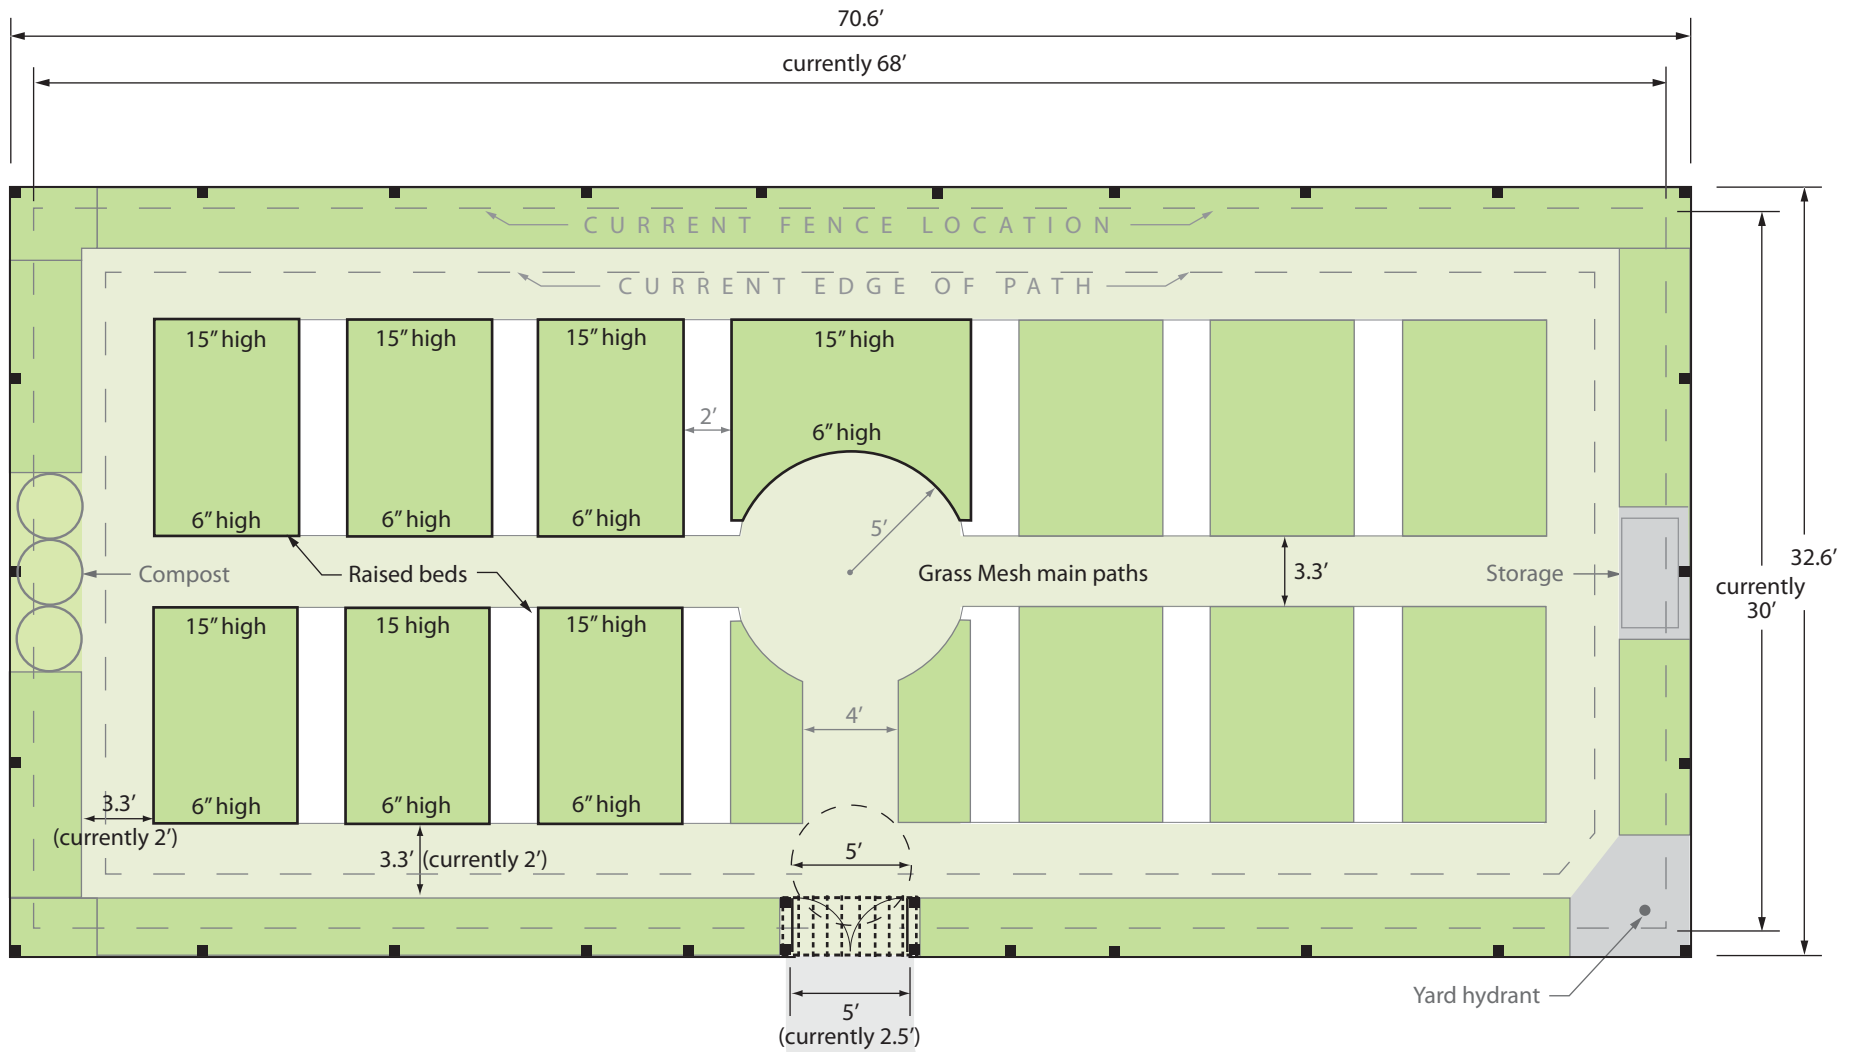 70.6’
currently 68’
CURRENT FENCE LOCATION
CURRENT EDGE OF PATH
15” high
15” high
15” high
15” high
2’
6” high
6” high
6” high
6” high
5’
Compost
Raised beds
Grass Mesh main paths
3.3’
Storage
32.6’
currently
30’
15” high
15 high
15” high
4’
3.3’
(currently 2’)
6” high
6” high
6” high
3.3’ (currently 2’)
5’
Yard hydrant
5’
(currently 2.5’)